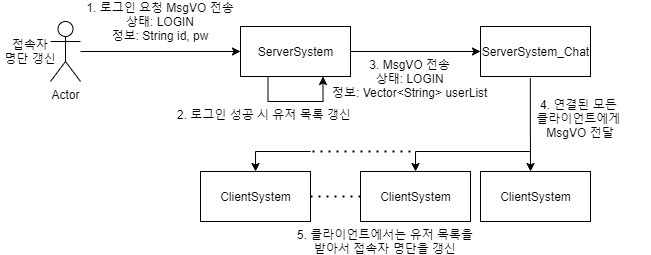 1. 로그인 요청 MsgVO 전송
상태: LOGIN
정보: String id, pw
접속자
명단 갱신
Actor
ServerSystem
ServerSystem_Chat
3. MsgVO 전송
상태: LOGIN
정보: Vector<String> userList
2. 로그인 성공 시 유저 목록 갱신
4. 연결된 모든
클라이언트에게
MsgVO 전달
ClientSystem
ClientSystem
ClientSystem
5. 클라이언트에서는 유저 목록을
받아서 접속자 명단을 갱신